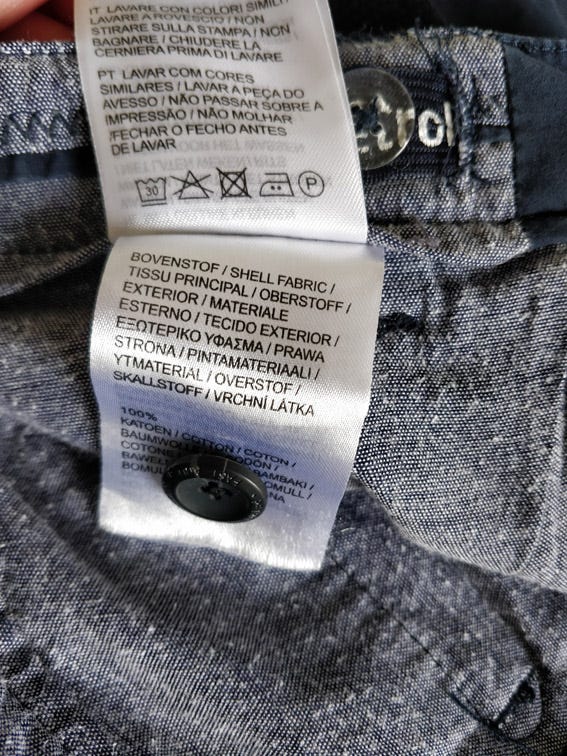 IT LAVARE CON COLORI SIMILI
LAVARE A ROVESCIO / NON
STIRARE SULLA STAMPA / NON
BAGNARE / CHIUDERE LA
CERNIERA PRIMA DI LAVARE
PT LAVAR COM CORES
SIMILARES / LAVAR A PEÇA DO
AVESSO / NÃO PASSAR SOBRE A
IMPRESSÃO / NÃO MOLHAR
/FECHAR O FECHO ANTES
DE LAVAR
30
P
trol
BOVENSTOF / SHELL FABRIC /
TISSU PRINCIPAL / OBERSTOFF /
EXTERIOR / MATERIALE
ESTERNO / TECIDO EXTERIOR /
ΕΞΩΤΕΡΙΚΟ ΥΦΑΣΜΑ / PRAWA
STRONA / PINTAMATERIAALI /
YTMATERIAL / OVERSTOF /
SKALLSTOFF / VRCHNÍ LÁTKA
100%
KATOEN / COTTON / COTON /